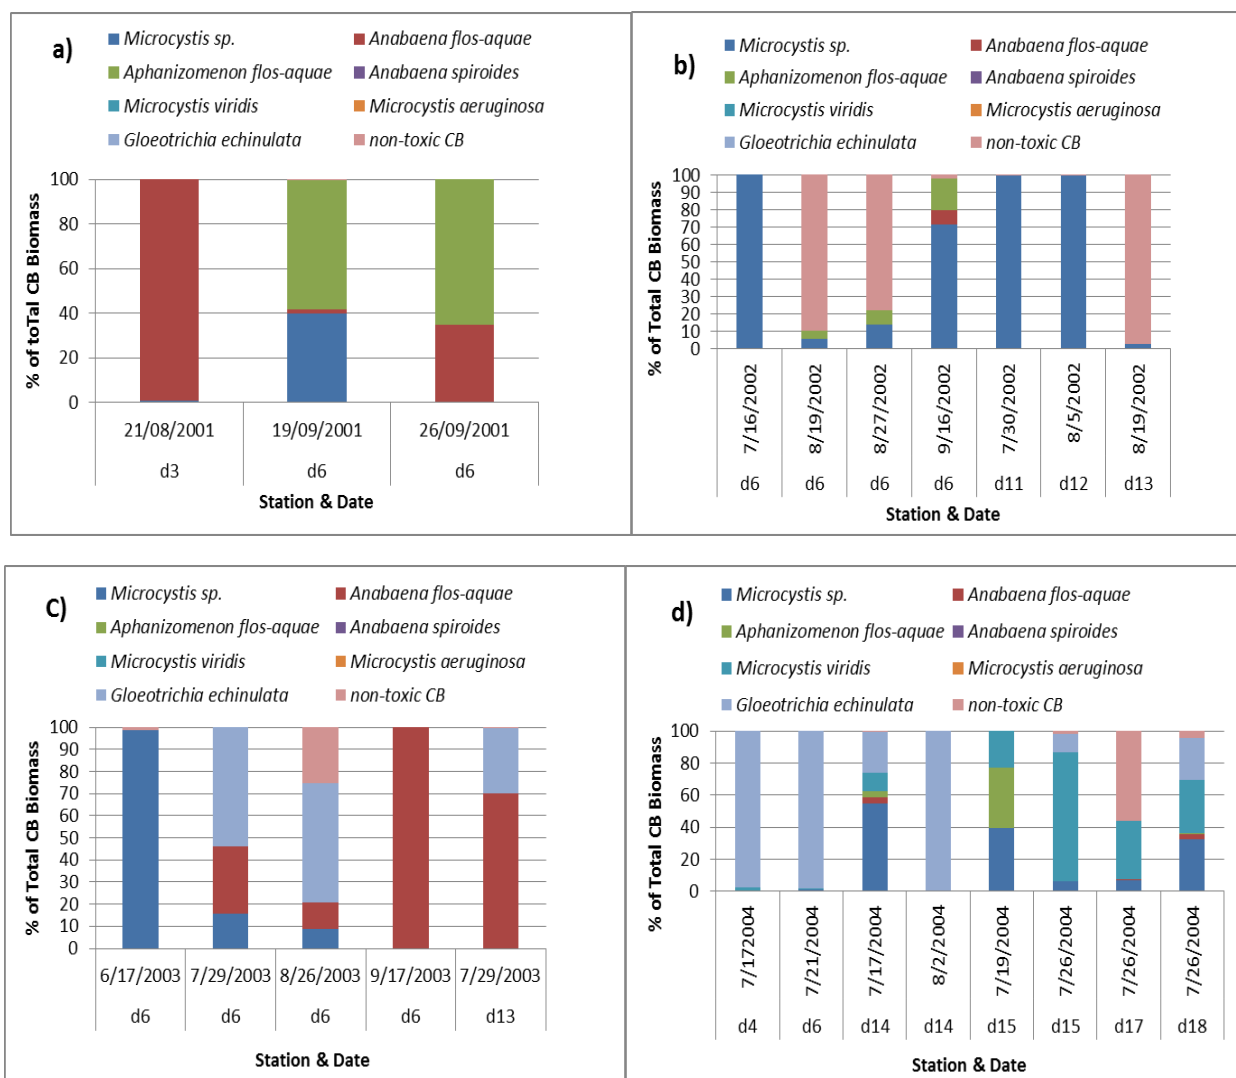 a)
Microcystis sp.
Anabaena flos-aquae
Aphanizomenon flos-aquae
Anabaena spiroides
Microcystis viridis
Microcystis aeruginosa
Gloeotrichia echinulata
non-toxic CB
% of toTal CB Biomass
100
80
60
40
20
0
21/08/2001 19/09/2001 26/09/2001
d3 d6 d6
Station & Date
b)
Microcystis sp.
Anabaena flos-aquae
Aphanizomenon flos-aquae
Anabaena spiroides
Microcystis viridis
Microcystis aeruginosa
Gloeotrichia echinulata
non-toxic CB
% of Total CB Biomass
100
90
80
70
60
50
40
30
20
10
0
7/16/2002 8/19/2002 8/27/2002 9/16/2002 7/30/2002 8/5/2002 8/19/2002
d6 d6 d6 d6 d11 d12 d13
Station & Date
C)
Microcystis sp.
Anabaena flos-aquae
Aphanizomenon flos-aquae
Anabaena spiroides
Microcystis viridis
Microcystis aeruginosa
Gloeotrichia echinulata
non-toxic CB
% of Total CB Biomass
100
90
80
70
60
50
40
30
20
10
0
6/17/2003 7/29/2003 8/26/2003 9/17/2003 7/29/2003
d6 d6 d6 d6 d13
Station & Date
d)
Microcystis sp.
Anabaena flos-aquae
Aphanizomenon flos-aquae
Anabaena spiroides
Microcystis viridis
Microcystis aeruginosa
Gloeotrichia echinulata
non-toxic CB
% of Total CB Biomass
100
80
60
40
20
0
7/172004 7/21/2004 7/17/2004 8/2/2004 7/19/2004 7/26/2004 7/26/2004 7/26/2004
d4 d6 d14 d14 d15 d15 d17 d18
Station & Date